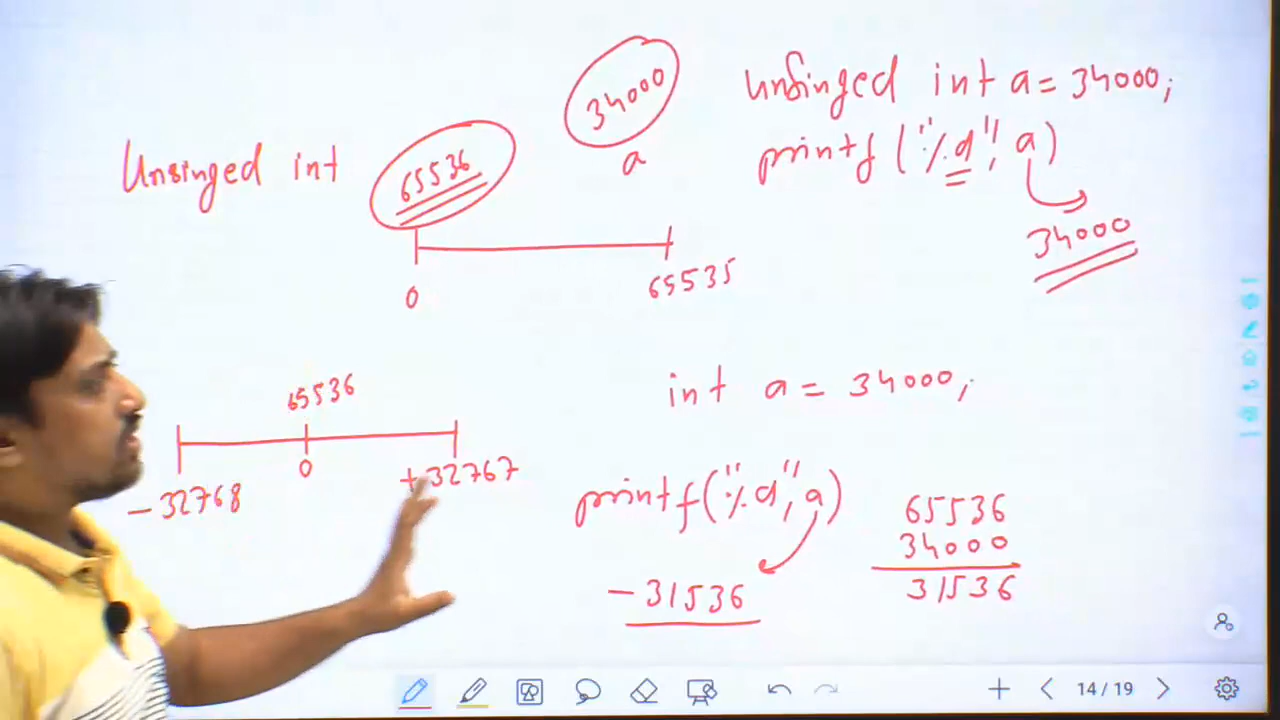 unsinged int a = 34000;
printf ("%d", a)
34000
34000
a
Unsinged int
65536
0
65535
65536
-32768
0
+32767
int a = 34000;
printf("%d", a)
-31536
65536
34000
31536
14 / 19